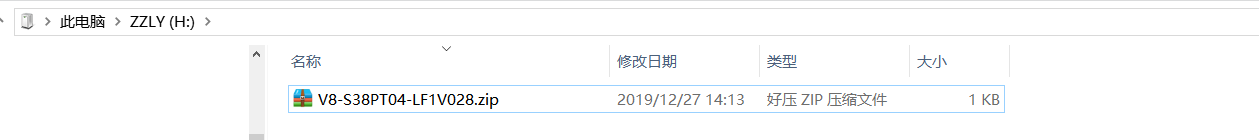 此电脑 > ZZLY (H:) >
名称 修改日期 类型 大小
V8-S38PT04-LF1V028.zip 2019/12/27 14:13 好压 ZIP 压缩文件 1 KB